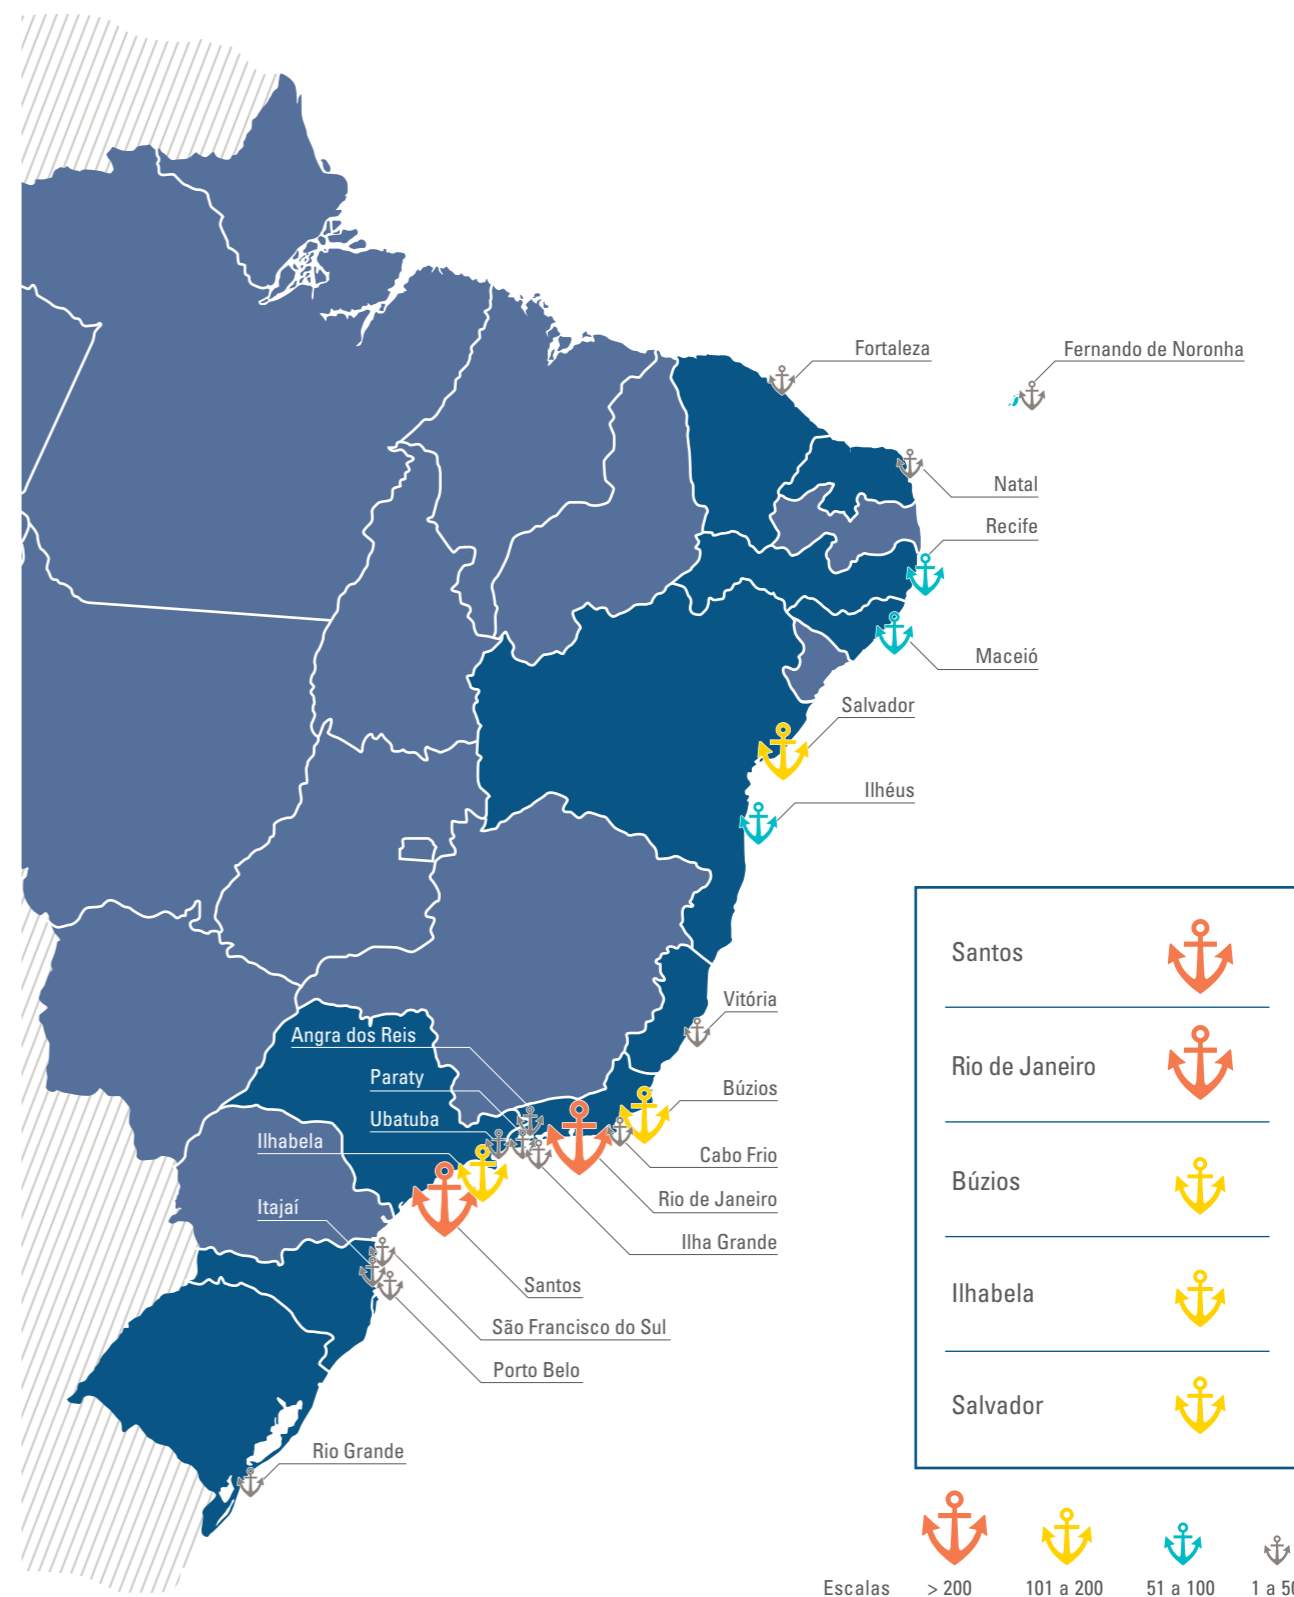 Fortaleza
Fernando de Noronha
Natal
Recife
Maceió
Salvador
Ilhéus
Vitória
Angra dos Reis
Paraty
Búzios
Ubatuba
Ilhabela
Cabo Frio
Rio de Janeiro
Itajaí
Ilha Grande
Santos
São Francisco do Sul
Porto Belo
Rio Grande
Santos
Rio de Janeiro
Búzios
Ilhabela
Salvador
Escalas > 200 101 a 200 51 a 100 1 a 50